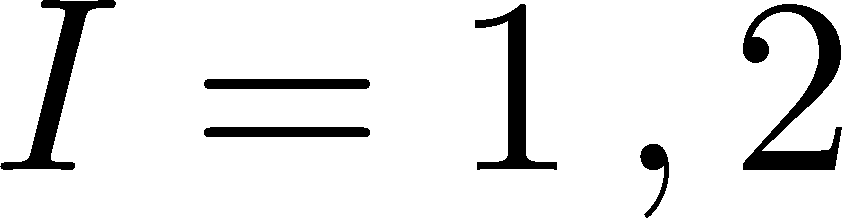 I = 1 , 2